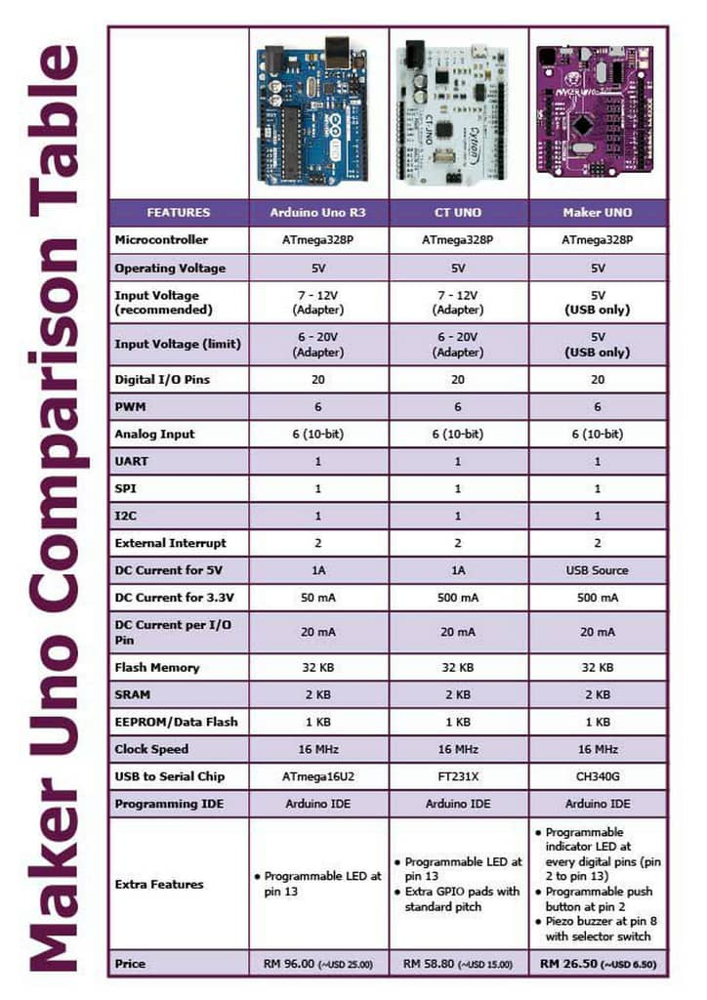 Maker Uno Comparison Table
CT-UNO
Cytron
MAKER UNO
FEATURES Arduino Uno R3 CT UNO Maker UNO
Microcontroller ATmega328P ATmega328P ATmega328P
Operating Voltage 5V 5V 5V
Input Voltage (recommended) 7 - 12V (Adapter) 7 - 12V (Adapter) 5V (USB only)
Input Voltage (limit) 6 - 20V (Adapter) 6 - 20V (Adapter) 5V (USB only)
Digital I/O Pins 20 20 20
PWM 6 6 6
Analog Input 6 (10-bit) 6 (10-bit) 6 (10-bit)
UART 1 1 1
SPI 1 1 1
I2C 1 1 1
External Interrupt 2 2 2
DC Current for 5V 1A 1A USB Source
DC Current for 3.3V 50 mA 500 mA 500 mA
DC Current per I/O Pin 20 mA 20 mA 20 mA
Flash Memory 32 KB 32 KB 32 KB
SRAM 2 KB 2 KB 2 KB
EEPROM/Data Flash 1 KB 1 KB 1 KB
Clock Speed 16 MHz 16 MHz 16 MHz
USB to Serial Chip ATmega16U2 FT231X CH340G
Programming IDE Arduino IDE Arduino IDE Arduino IDE
Extra Features
• Programmable LED at
pin 13
• Programmable LED at
pin 13
• Extra GPIO pads with
standard pitch
• Programmable
indicator LED at
every digital pins (pin
2 to pin 13)
• Programmable push
button at pin 2
• Piezo buzzer at pin 8
with selector switch
Price RM 96.00 (~USD 25.00) RM 58.80 (~USD 15.00) RM 26.50 (~USD 6.50)